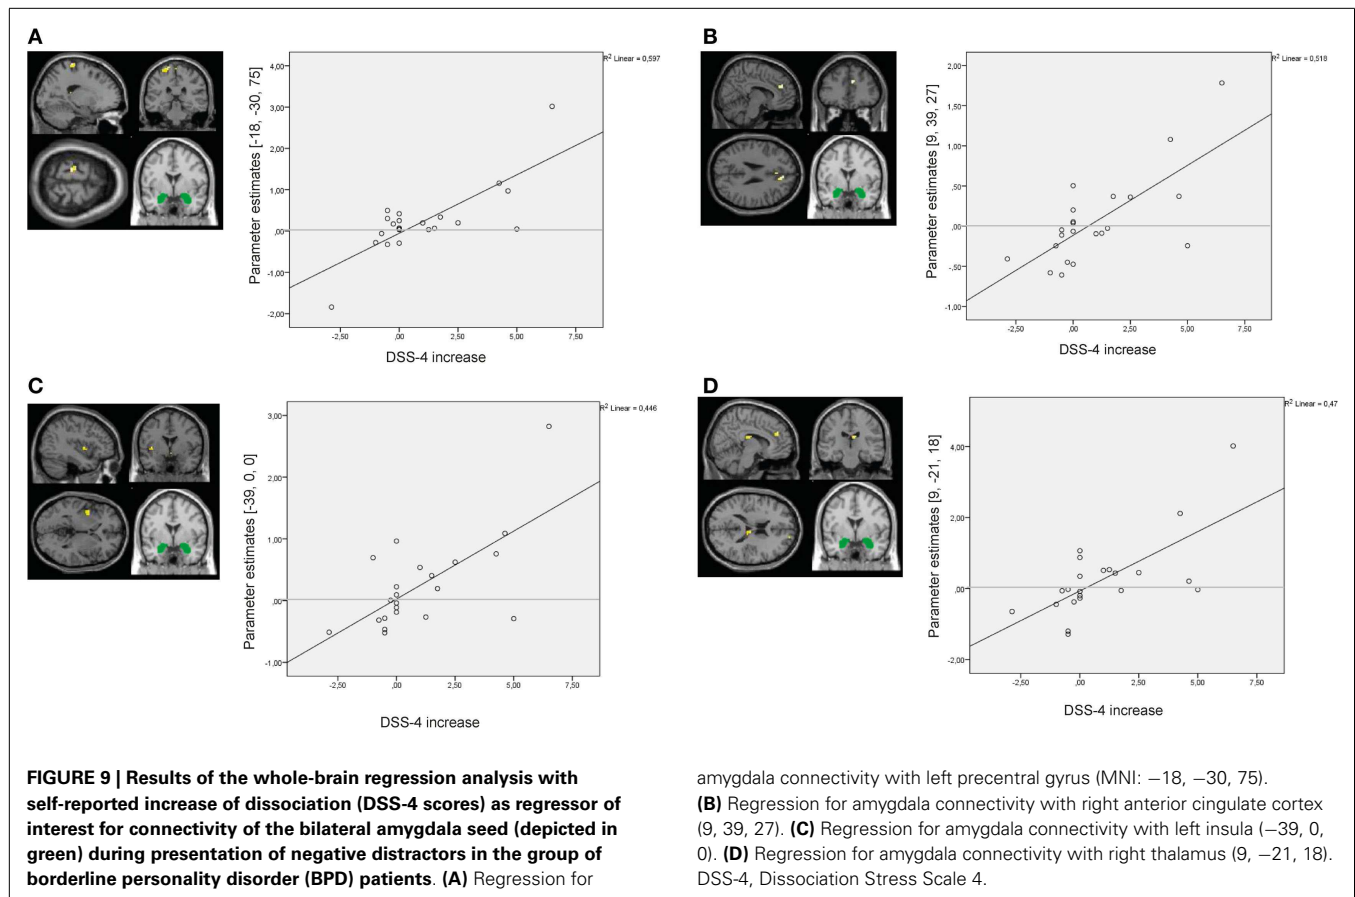 A
R² Linear = 0,597
Parameter estimates [-18, -30, 75]
4,00
3,00
2,00
1,00
,00
-1,00
-2,00
-2,50 ,00 2,50 5,00 7,50
DSS-4 increase
B
R² Linear = 0,518
Parameter estimates [9, 39, 27]
2,00
1,50
1,00
,50
,00
-,50
-1,00
-2,50 ,00 2,50 5,00 7,50
DSS-4 increase
C
R² Linear = 0,446
Parameter estimates [-39, 0, 0]
3,00
2,00
1,00
,00
-1,00
-2,50 ,00 2,50 5,00 7,50
DSS-4 increase
D
R² Linear = 0,47
Parameter estimates [9, -21, 18]
4,00
2,00
,00
-2,00
-2,50 ,00 2,50 5,00 7,50
DSS-4 increase
FIGURE 9 | Results of the whole-brain regression analysis with
self-reported increase of dissociation (DSS-4 scores) as regressor of
interest for connectivity of the bilateral amygdala seed (depicted in
green) during presentation of negative distractors in the group of
borderline personality disorder (BPD) patients. (A) Regression for
amygdala connectivity with left precentral gyrus (MNI: −18, −30, 75).
(B) Regression for amygdala connectivity with right anterior cingulate cortex
(9, 39, 27). (C) Regression for amygdala connectivity with left insula (−39, 0,
0). (D) Regression for amygdala connectivity with right thalamus (9, −21, 18).
DSS-4, Dissociation Stress Scale 4.